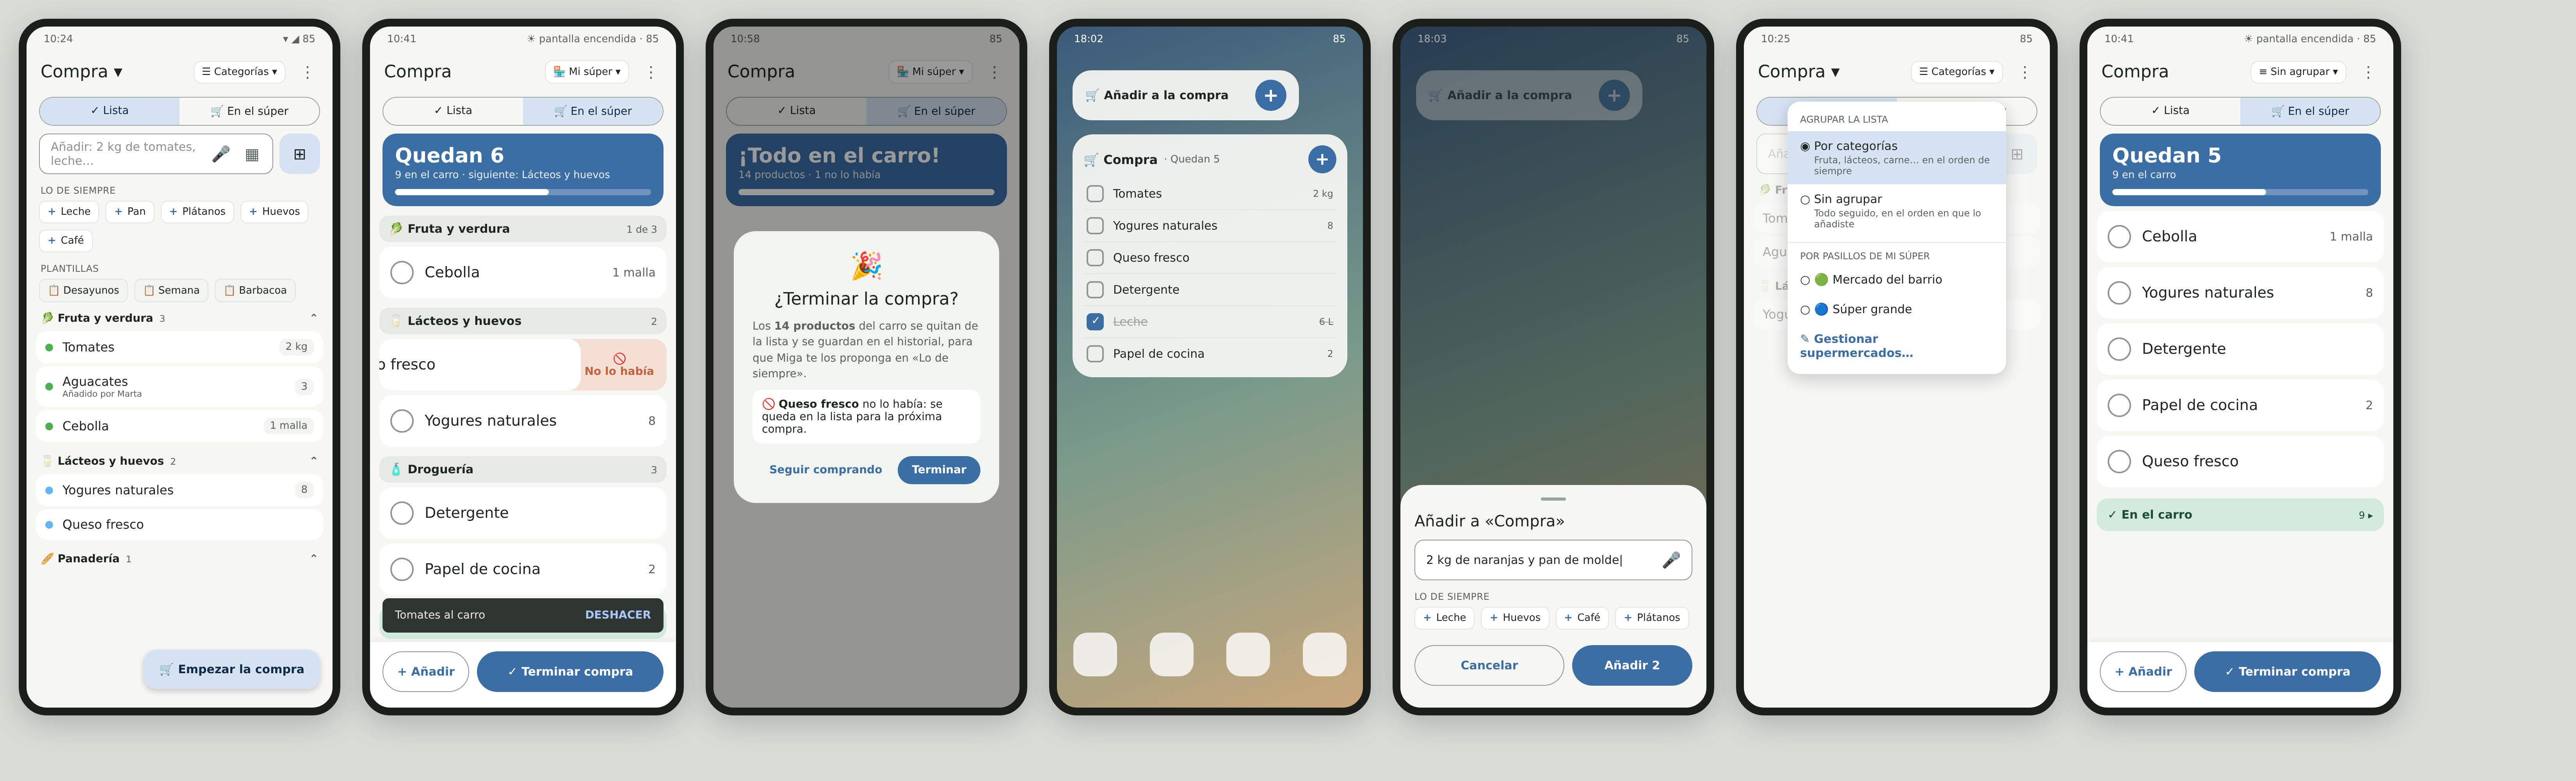 10:24 85
Compra ▾ ☰ Categorías ▾ ⋮
✓ Lista 🛒 En el súper
Añadir: 2 kg de tomates,
leche…
LO DE SIEMPRE
+ Leche + Pan + Plátanos + Huevos
+ Café
PLANTILLAS
📋 Desayunos 📋 Semana 📋 Barbacoa
🥬 Fruta y verdura 3
Tomates 2 kg
Aguacates 3
Añadido por Marta
Cebolla 1 malla
🥛 Lácteos y huevos 2
Yogures naturales 8
Queso fresco
🥖 Panadería 1
🛒 Empezar la compra
10:41 ☀ pantalla encendida · 85
Compra 🏪 Mi súper ▾ ⋮
✓ Lista 🛒 En el súper
Quedan 6
9 en el carro · siguiente: Lácteos y huevos
🥬 Fruta y verdura 1 de 3
Cebolla 1 malla
🥛 Lácteos y huevos 2
o fresco 🚫
No lo había
Yogures naturales 8
🧴 Droguería 3
Detergente
Papel de cocina 2
Tomates al carro DESHACER
+ Añadir ✓ Terminar compra
10:58 85
Compra 🏪 Mi súper ▾ ⋮
✓ Lista 🛒 En el súper
¡Todo en el carro!
14 productos · 1 no lo había
🎉
¿Terminar la compra?
Los 14 productos del carro se quitan de
la lista y se guardan en el historial, para
que Miga te los proponga en «Lo de
siempre».
🚫 Queso fresco no lo había: se
queda en la lista para la próxima
compra.
Seguir comprando Terminar
18:02 85
🛒 Añadir a la compra +
🛒 Compra · Quedan 5 +
Tomates 2 kg
Yogures naturales 8
Queso fresco
Detergente
✓ Leche 6 L
Papel de cocina 2
18:03 85
🛒 Añadir a la compra +
Añadir a «Compra»
2 kg de naranjas y pan de molde|
LO DE SIEMPRE
+ Leche + Huevos + Café + Plátanos
Cancelar Añadir 2
10:25 85
Compra ▾ ☰ Categorías ▾ ⋮
Aña
Fr
Tom
Agu
Lá
Yogu
AGRUPAR LA LISTA
◉ Por categorías
Fruta, lácteos, carne… en el orden de
siempre
○ Sin agrupar
Todo seguido, en el orden en que lo
añadiste
POR PASILLOS DE MI SÚPER
○ 🟢 Mercado del barrio
○ 🔵 Súper grande
✎ Gestionar
supermercados…
10:41 ☀ pantalla encendida · 85
Compra ≡ Sin agrupar ▾ ⋮
✓ Lista 🛒 En el súper
Quedan 5
9 en el carro
Cebolla 1 malla
Yogures naturales 8
Detergente
Papel de cocina 2
Queso fresco
✓ En el carro 9 ▸
+ Añadir ✓ Terminar compra